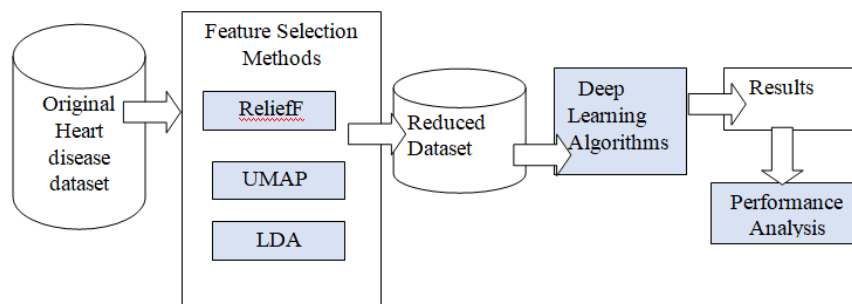 Original
Heart
disease
dataset
Feature Selection
Methods
ReliefF
UMAP
LDA
Reduced
Dataset
Deep
Learning
Algorithms
Results
Performance
Analysis